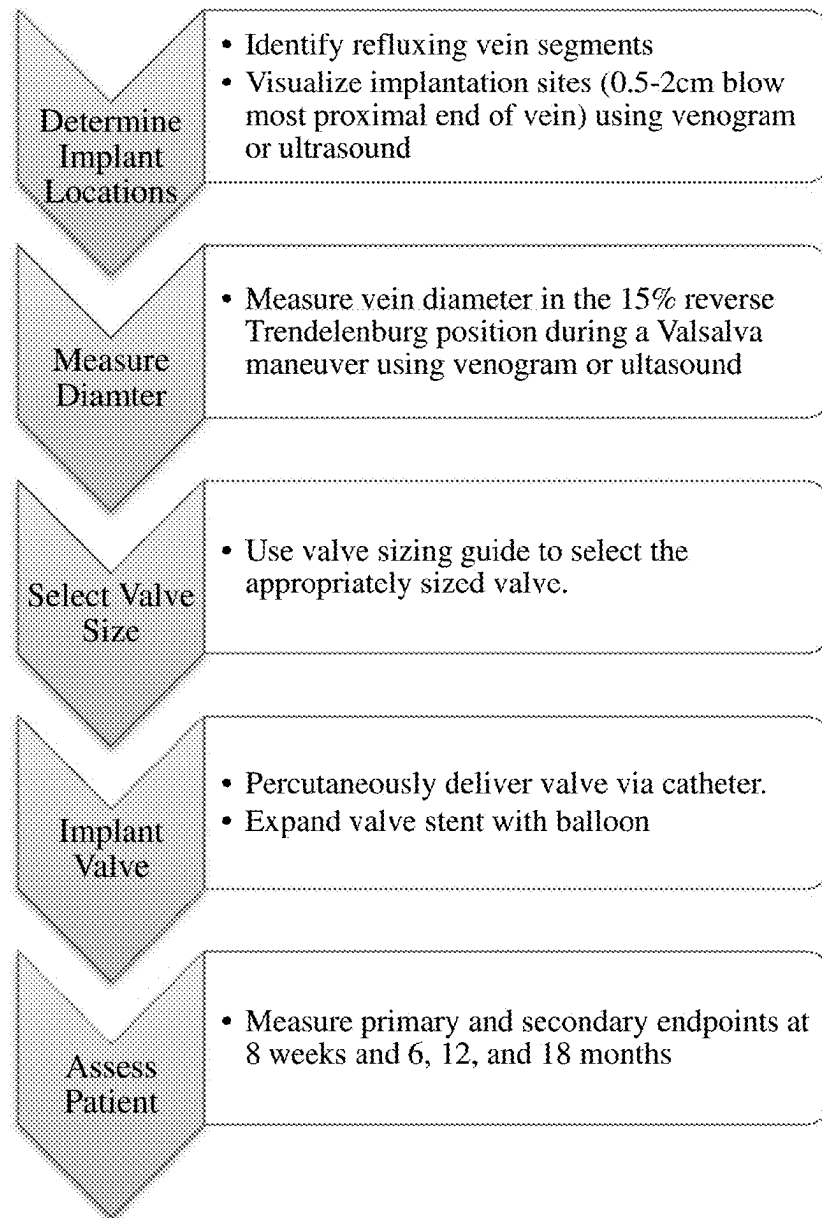 Determine
Implant
Locations
• Identify refluxing vein segments
• Visualize implantation sites (0.5-2cm blow
most proximal end of vein) using venogram
or ultrasound
Measure
Diamter
• Measure vein diameter in the 15% reverse
Trendelenburg position during a Valsalva
maneuver using venogram or ultasound
Select Valve
Size
• Use valve sizing guide to select the
appropriately sized valve.
Implant
Valve
• Percutaneously deliver valve via catheter.
• Expand valve stent with balloon
Assess
Patient
• Measure primary and secondary endpoints at
8 weeks and 6, 12, and 18 months